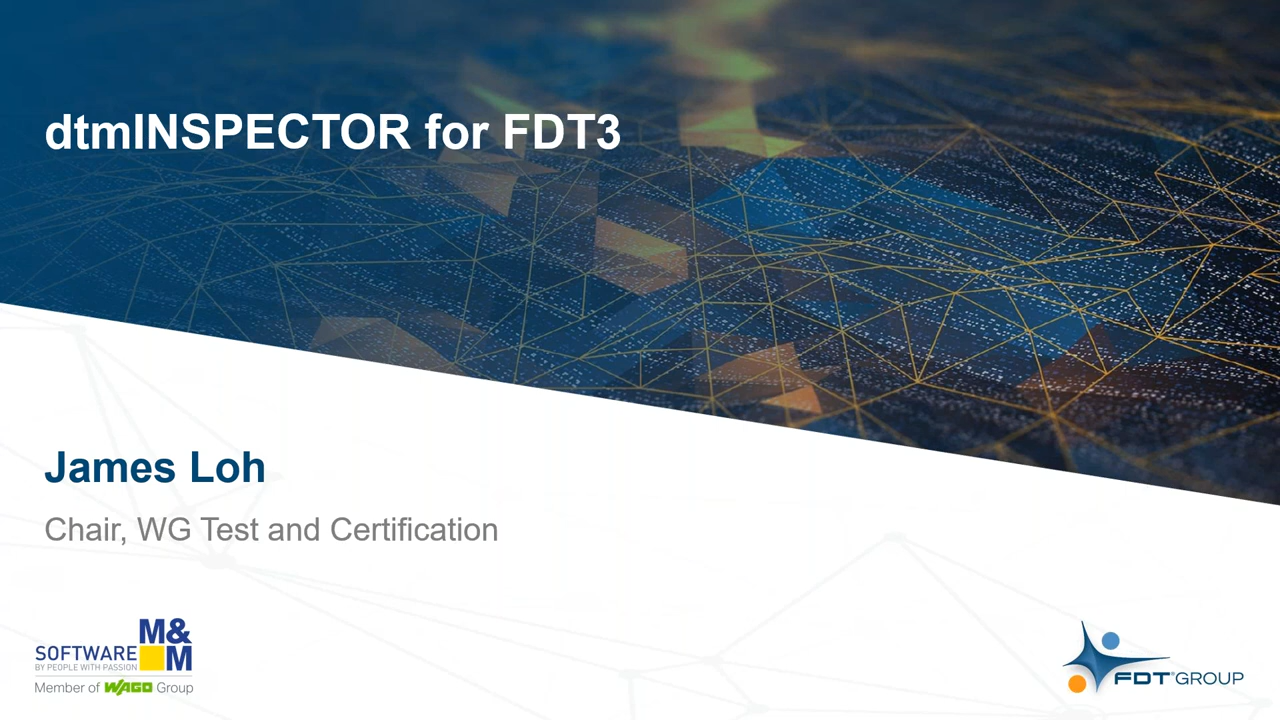 dtmINSPECTOR for FDT3
James Loh
Chair, WG Test and Certification
M&
SOFTWARE M
BY PEOPLE WITH PASSION
Member of WAGO Group
FDT®GROUP